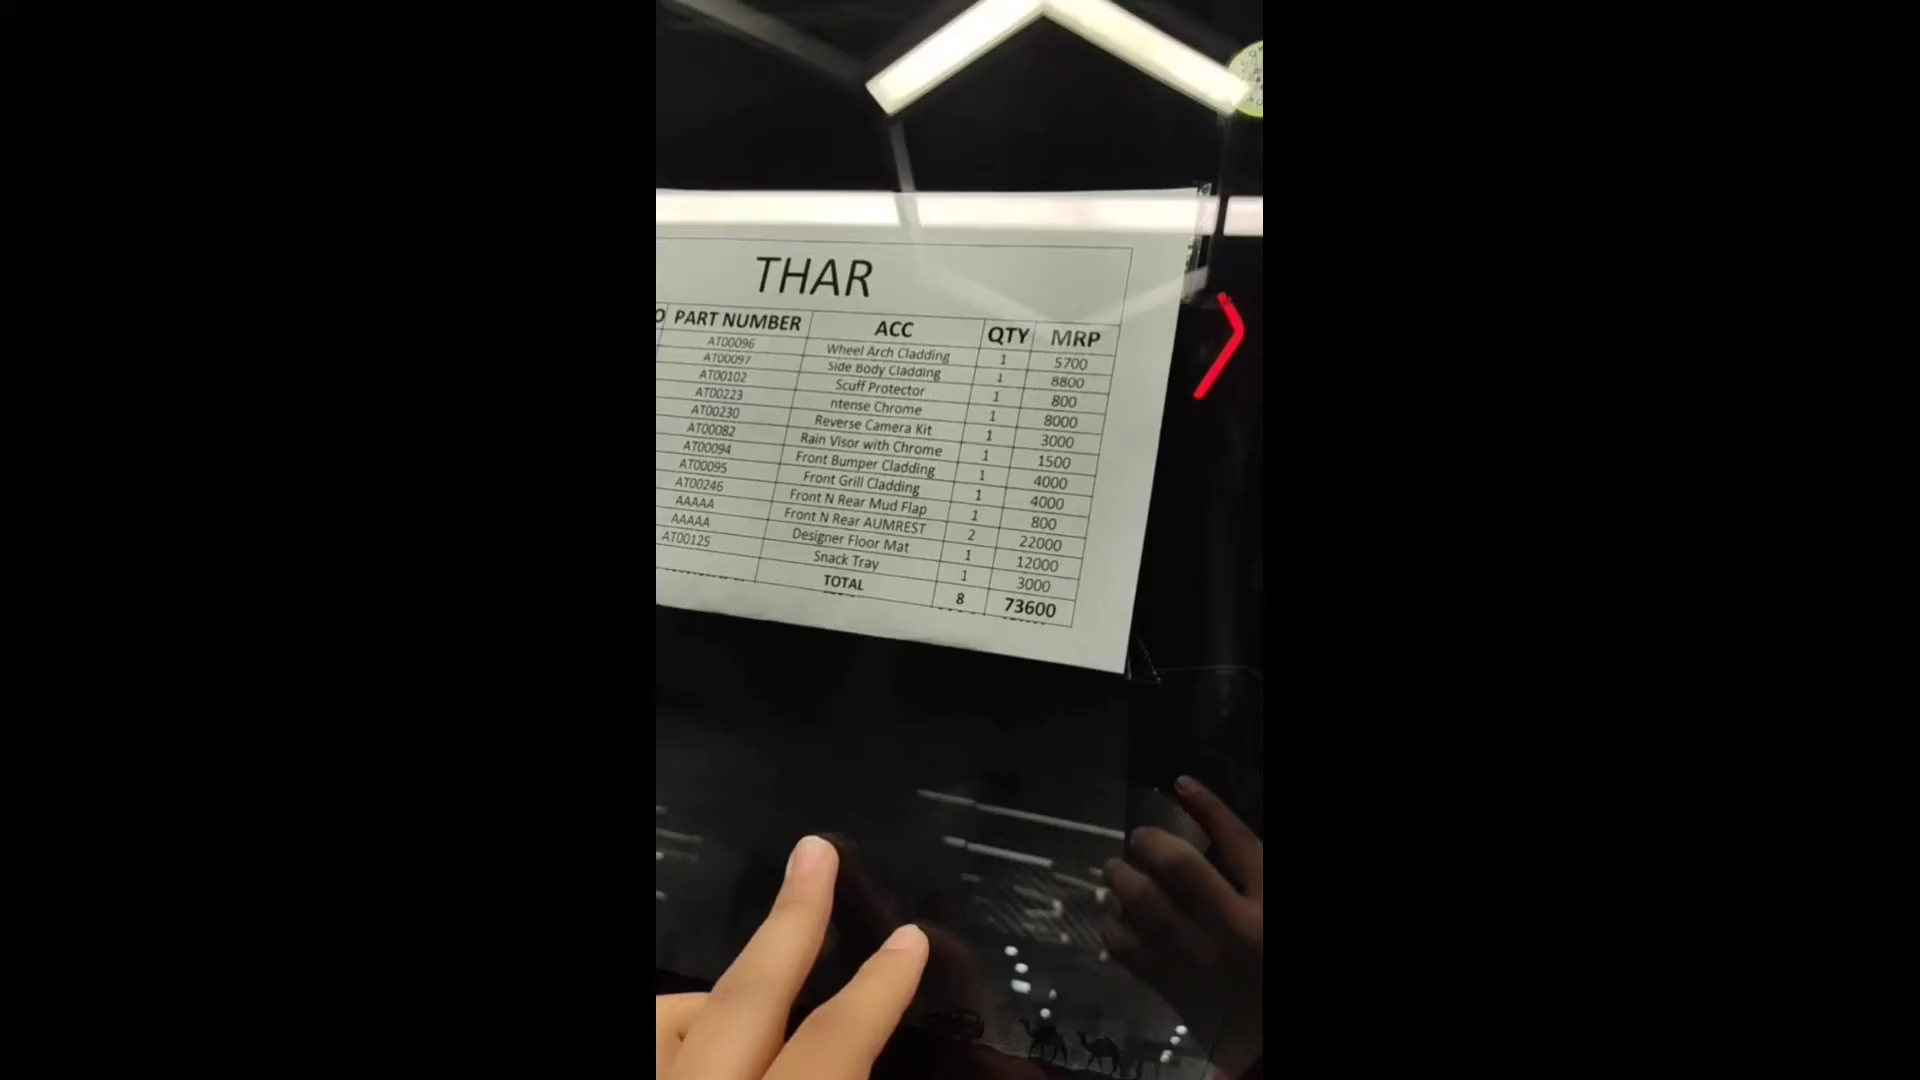 THAR
O PART NUMBER ACC QTY MRP
AT00096 Wheel Arch Cladding 1 5700
AT00097 Side Body Cladding 1 8800
AT00102 Scuff Protector 1 800
AT00223 ntense Chrome 1 8000
AT00230 Reverse Camera Kit 1 3000
AT00082 Rain Visor with Chrome 1 1500
AT00094 Front Bumper Cladding 1 4000
AT00095 Front Grill Cladding 1 4000
AT00246 Front N Rear Mud Flap 1 800
AAAAA Front N Rear AUMREST 2 22000
AAAAA Designer Floor Mat 1 12000
AT00125 Snack Tray 1 3000
TOTAL 8 73600